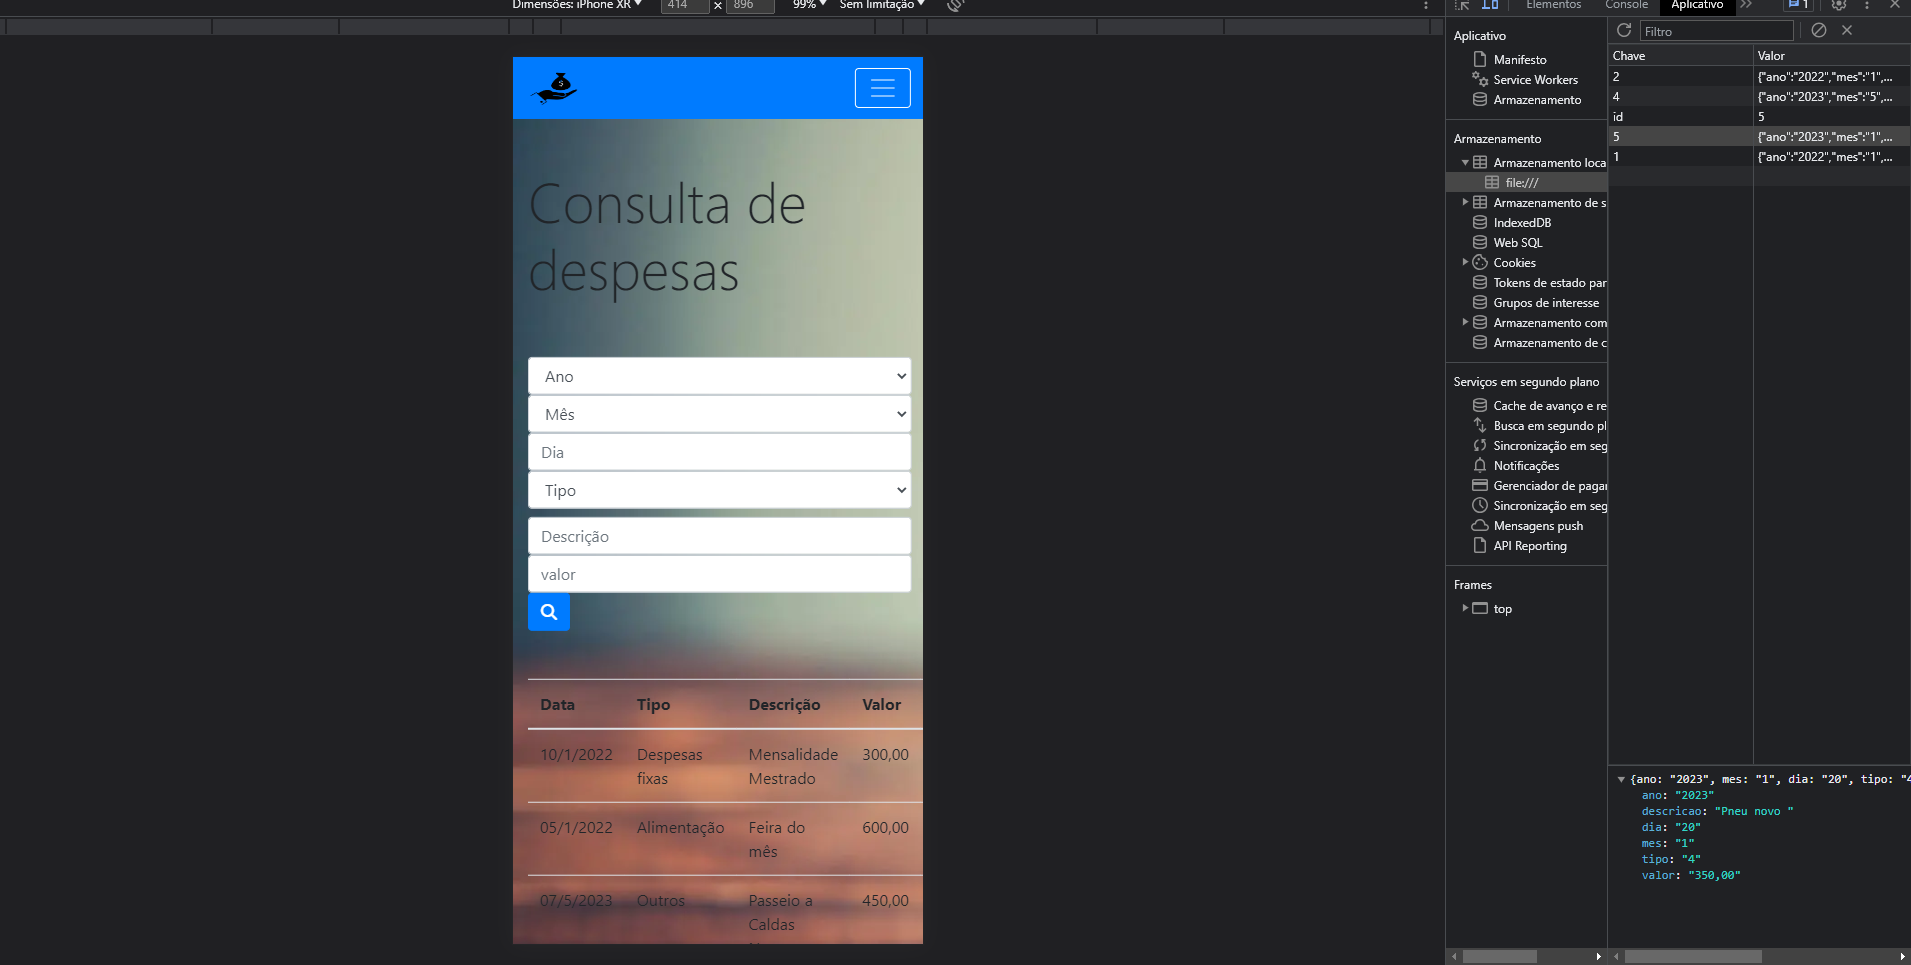 Dimensões: iPhone XR
414 × 896
99%
Sem limitação
Elementos
Console
Aplicativo
1
Consulta de
despesas
Ano
Mês
Dia
Tipo
Descrição
valor
Data Tipo Descrição Valor
10/1/2022 Despesas fixas Mensalidade Mestrado 300,00
05/1/2022 Alimentação Feira do mês 600,00
07/5/2023 Outros Passeio a Caldas 450,00
Aplicativo
Manifesto
Service Workers
Armazenamento
Armazenamento
Armazenamento loca
file:///
Armazenamento de s
IndexedDB
Web SQL
Cookies
Tokens de estado par
Grupos de interesse
Armazenamento com
Armazenamento de c
Serviços em segundo plano
Cache de avanço e re
Busca em segundo pl
Sincronização em seg
Notificações
Gerenciador de pagar
Sincronização em seg
Mensagens push
API Reporting
Frames
top
Filtro
Chave Valor
2 {"ano":"2022","mes":"1",...
4 {"ano":"2023","mes":"5",...
id 5
5 {"ano":"2023","mes":"1",...
1 {"ano":"2022","mes":"1",...
{ano: "2023", mes: "1", dia: "20", tipo: "4
ano: "2023"
descricao: "Pneu novo "
dia: "20"
mes: "1"
tipo: "4"
valor: "350,00"